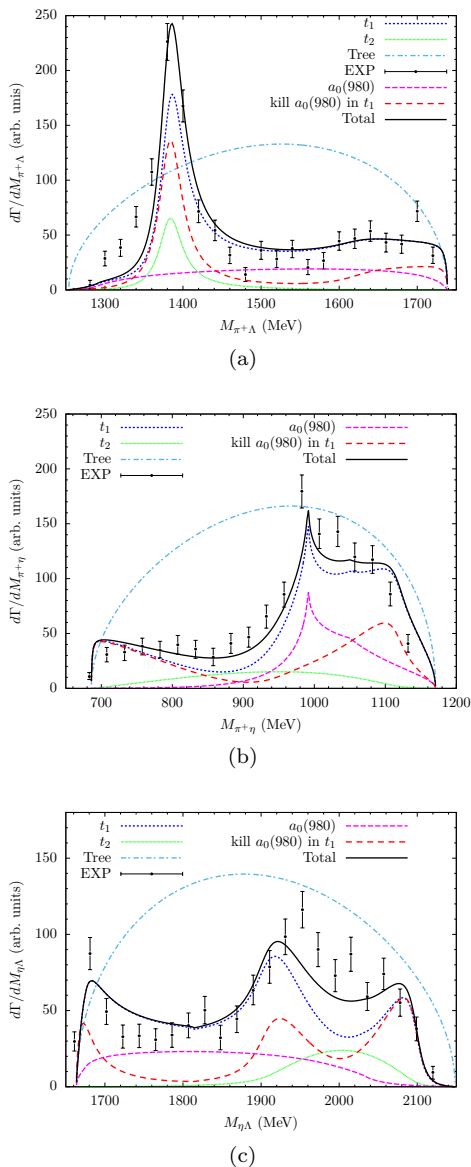 250
200
150
100
50
0
dΓ/dM_{π⁺Λ} (arb. unis)
t₁
t₂
Tree
EXP
a₀(980)
kill a₀(980) in t₁
Total
1300 1400 1500 1600 1700
M_{π⁺Λ} (MeV)
(a)
250
200
150
100
50
0
dΓ/dM_{π⁺η} (arb. units)
t₁ a₀(980)
t₂ kill a₀(980) in t₁
Tree Total
EXP
700 800 900 1000 1100 1200
M_{π⁺η} (MeV)
(b)
150
100
50
0
dΓ/dM_{ηΛ} (arb. units)
t₁ a₀(980)
t₂ kill a₀(980) in t₁
Tree Total
EXP
1700 1800 1900 2000 2100
M_{ηΛ} (MeV)
(c)